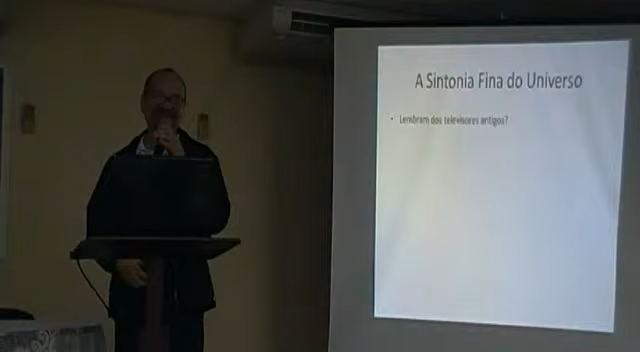 A Sintonia Fina do Universo
• Lembram dos televisores antigos?